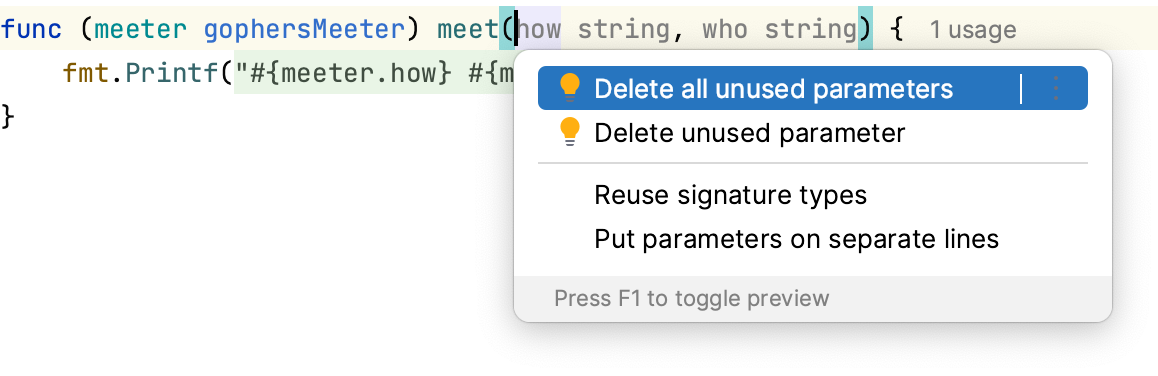 func (meeter gophersMeeter) meet(how string, who string) { 1 usage
fmt.Printf("#{meeter.how} #{m
}
Delete all unused parameters
Delete unused parameter
Reuse signature types
Put parameters on separate lines
Press F1 to toggle preview